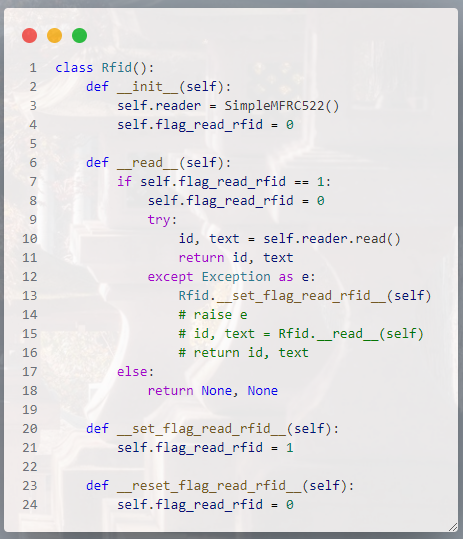 1 class Rfid():
2     def __init__(self):
3         self.reader = SimpleMFRC522()
4         self.flag_read_rfid = 0
5
6     def __read__(self):
7         if self.flag_read_rfid == 1:
8             self.flag_read_rfid = 0
9             try:
10                 id, text = self.reader.read()
11                 return id, text
12             except Exception as e:
13                 Rfid.__set_flag_read_rfid__(self)
14                 # raise e
15                 # id, text = Rfid.__read__(self)
16                 # return id, text
17         else:
18             return None, None
19
20     def __set_flag_read_rfid__(self):
21         self.flag_read_rfid = 1
22
23     def __reset_flag_read_rfid__(self):
24         self.flag_read_rfid = 0